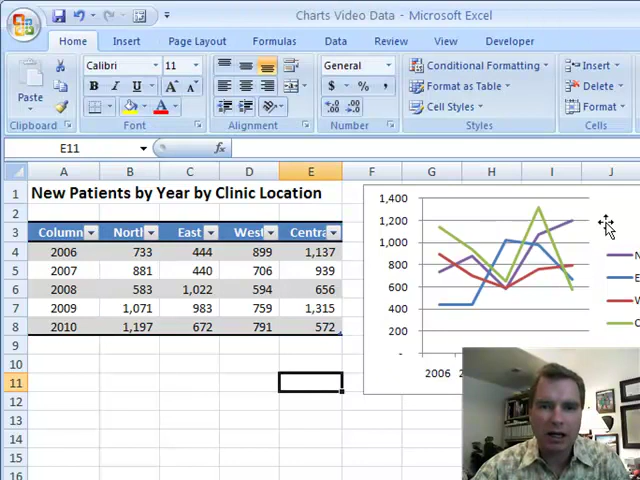 Charts Video Data - Microsoft Excel
Home Insert Page Layout Formulas Data Review View Developer
Paste
Calibri 11
B I U
A A
A
General
$ % ,
Conditional Formatting
Format as Table
Cell Styles
Insert
Delete
Format
Clipboard Font Alignment Number Styles Cells
E11 fx
A B C D E F G H I J
1 New Patients by Year by Clinic Location
2
3 Column North East West Centra
4 2006 733 444 899 1,137
5 2007 881 440 706 939
6 2008 583 1,022 594 656
7 2009 1,071 983 759 1,315
8 2010 1,197 672 791 572
9
10
11
12
13
14
15
16
1,400
1,200
1,000
800
600
400
200
-
2006
N
E
W
C